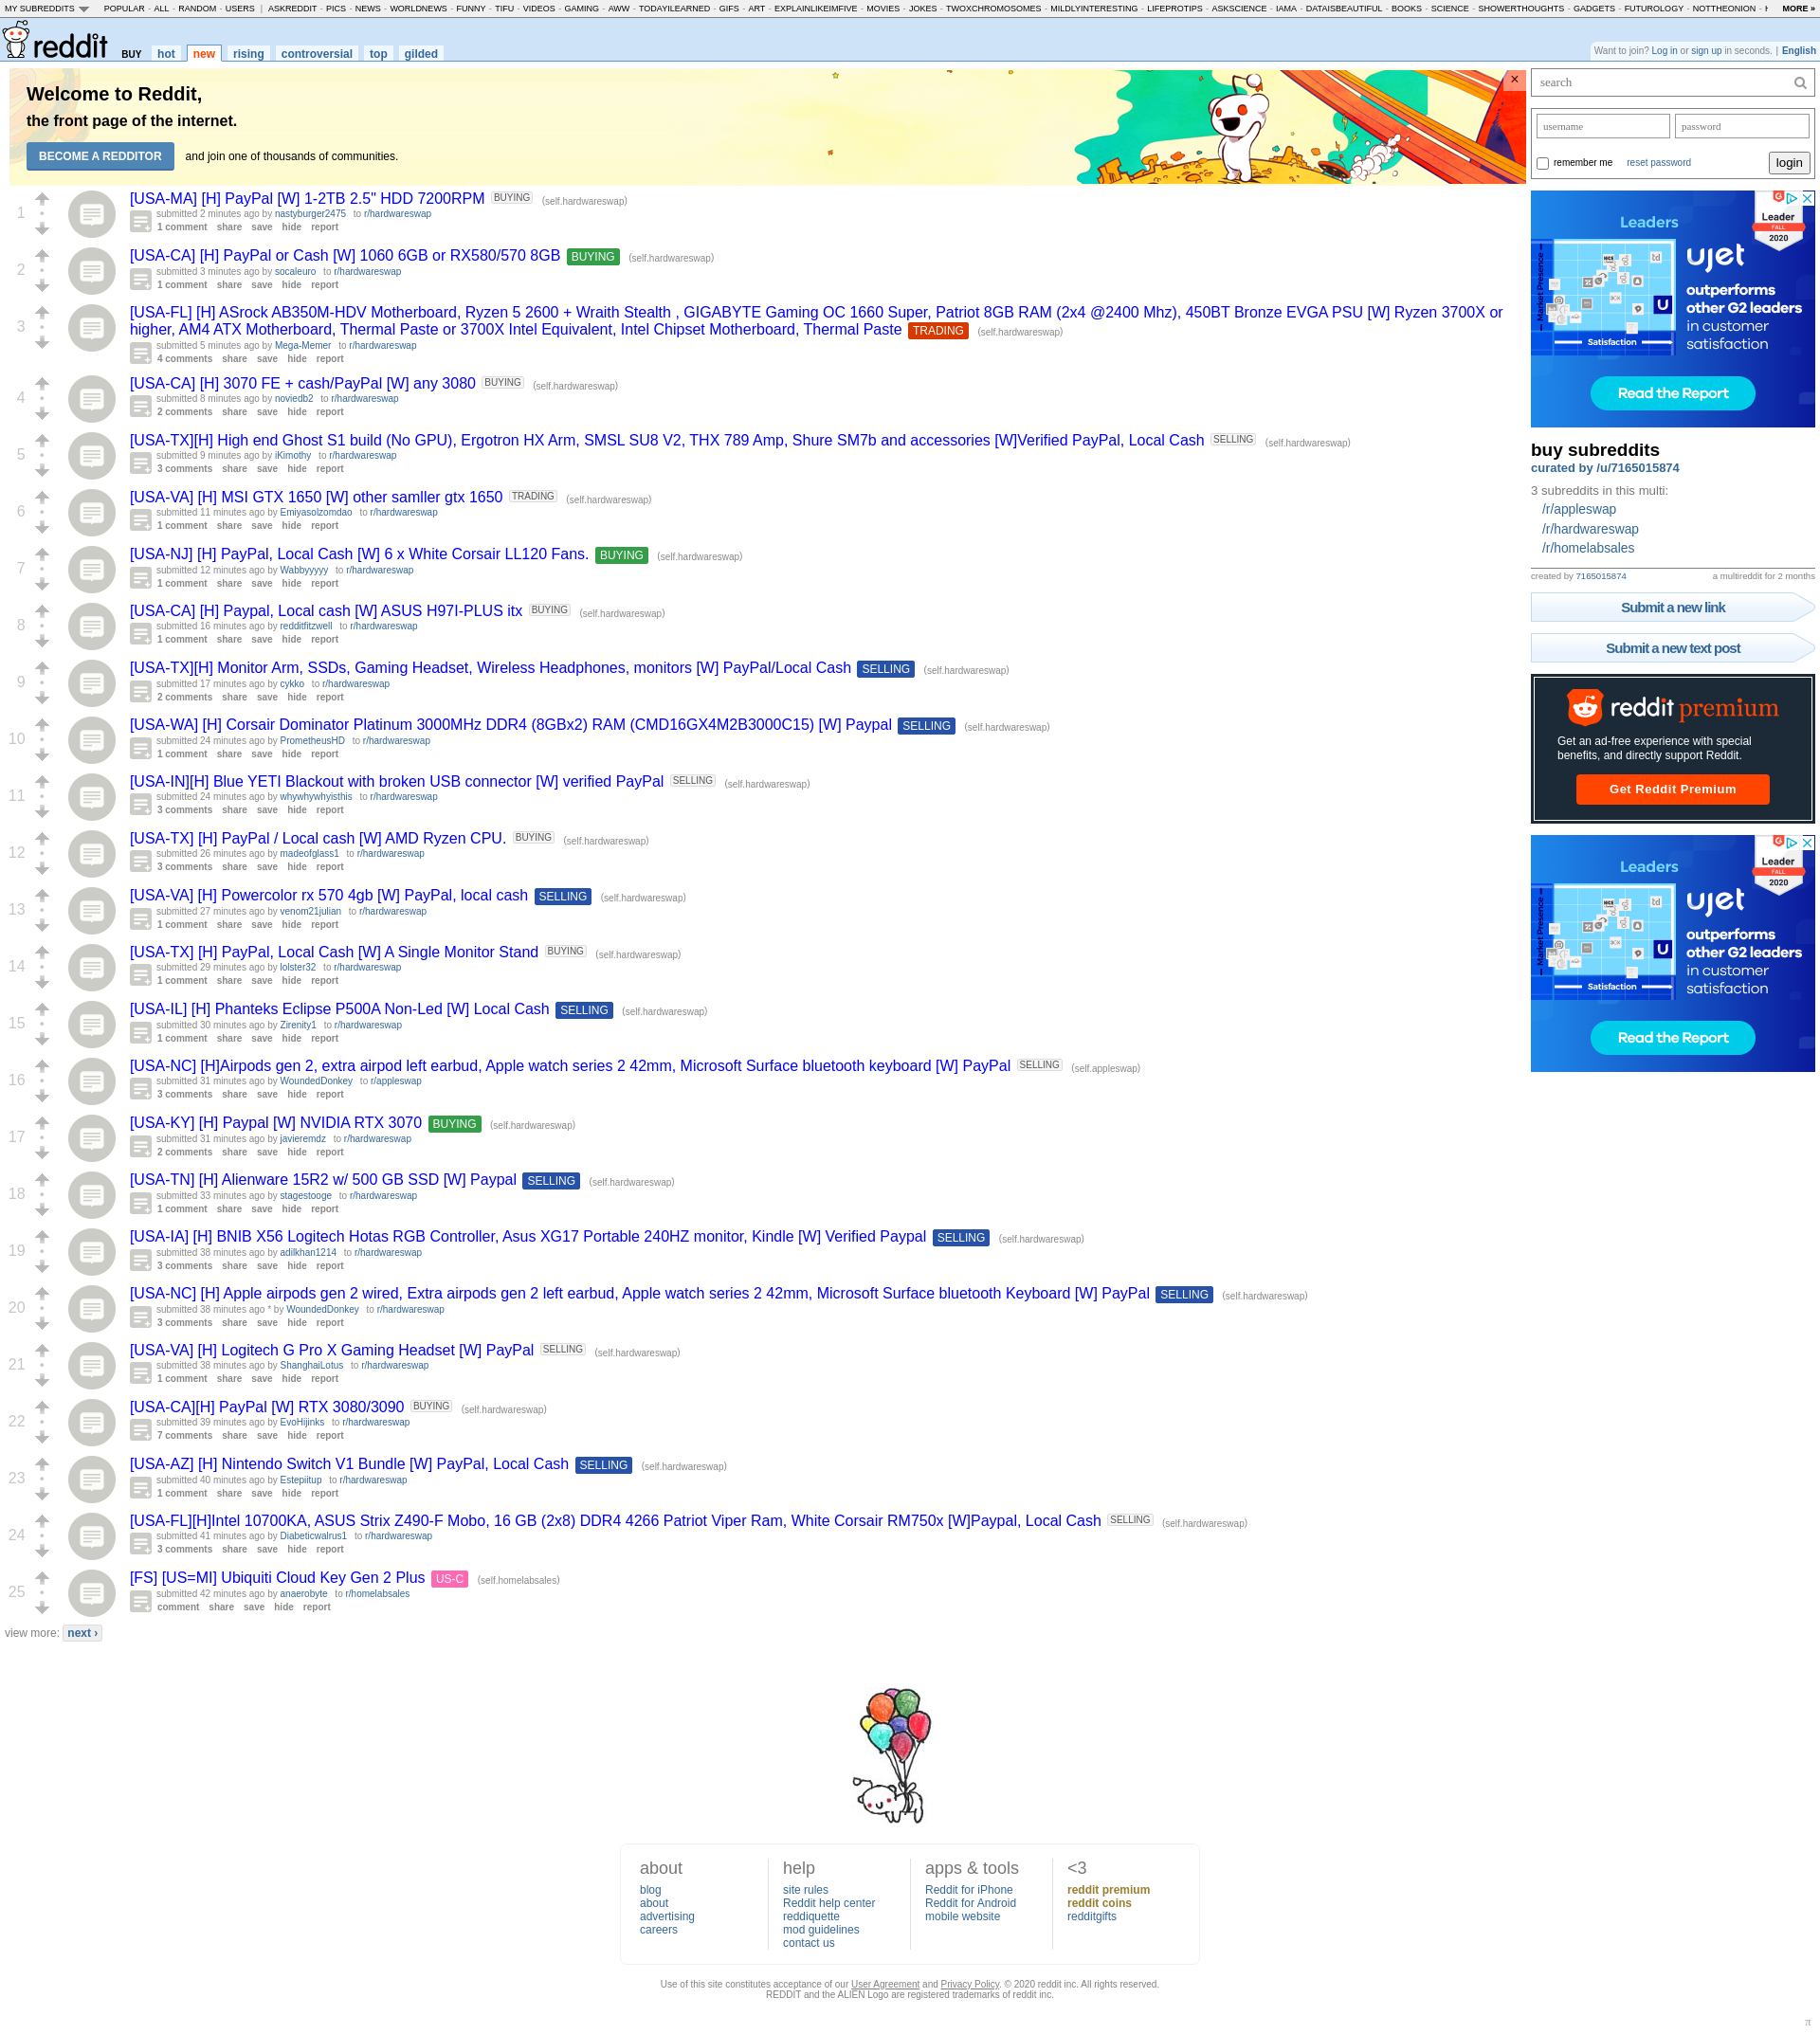 MY SUBREDDITS POPULAR - ALL - RANDOM - USERS | ASKREDDIT - PICS - NEWS - WORLDNEWS - FUNNY - TIFU - VIDEOS - GAMING - AWW - TODAYILEARNED - GIFS - ART - EXPLAINLIKEIMFIVE - MOVIES - JOKES - TWOXCHROMOSOMES - MILDLYINTERESTING - LIFEPROTIPS - ASKSCIENCE - IAMA - DATAISBEAUTIFUL - BOOKS - SCIENCE - SHOWERTHOUGHTS - GADGETS - FUTUROLOGY - NOTTHEONION - MORE »
reddit BUY hot new rising controversial top gilded
Want to join? Log in or sign up in seconds. | English
Welcome to Reddit,
the front page of the internet.
BECOME A REDDITOR and join one of thousands of communities.
×
1
[USA-MA] [H] PayPal [W] 1-2TB 2.5" HDD 7200RPM BUYING (self.hardwareswap)
submitted 2 minutes ago by nastyburger2475 to r/hardwareswap
1 comment share save hide report
2
[USA-CA] [H] PayPal or Cash [W] 1060 6GB or RX580/570 8GB BUYING (self.hardwareswap)
submitted 3 minutes ago by socaleuro to r/hardwareswap
1 comment share save hide report
3
[USA-FL] [H] ASrock AB350M-HDV Motherboard, Ryzen 5 2600 + Wraith Stealth , GIGABYTE Gaming OC 1660 Super, Patriot 8GB RAM (2x4 @2400 Mhz), 450BT Bronze EVGA PSU [W] Ryzen 3700X or
higher, AM4 ATX Motherboard, Thermal Paste or 3700X Intel Equivalent, Intel Chipset Motherboard, Thermal Paste TRADING (self.hardwareswap)
submitted 5 minutes ago by Mega-Memer to r/hardwareswap
4 comments share save hide report
4
[USA-CA] [H] 3070 FE + cash/PayPal [W] any 3080 BUYING (self.hardwareswap)
submitted 8 minutes ago by noviedb2 to r/hardwareswap
2 comments share save hide report
5
[USA-TX][H] High end Ghost S1 build (No GPU), Ergotron HX Arm, SMSL SU8 V2, THX 789 Amp, Shure SM7b and accessories [W]Verified PayPal, Local Cash SELLING (self.hardwareswap)
submitted 9 minutes ago by iKimothy to r/hardwareswap
3 comments share save hide report
6
[USA-VA] [H] MSI GTX 1650 [W] other samller gtx 1650 TRADING (self.hardwareswap)
submitted 11 minutes ago by Emiyasolzomdao to r/hardwareswap
1 comment share save hide report
7
[USA-NJ] [H] PayPal, Local Cash [W] 6 x White Corsair LL120 Fans. BUYING (self.hardwareswap)
submitted 12 minutes ago by Wabbyyyyy to r/hardwareswap
1 comment share save hide report
8
[USA-CA] [H] Paypal, Local cash [W] ASUS H97I-PLUS itx BUYING (self.hardwareswap)
submitted 16 minutes ago by redditfitzwell to r/hardwareswap
1 comment share save hide report
9
[USA-TX][H] Monitor Arm, SSDs, Gaming Headset, Wireless Headphones, monitors [W] PayPal/Local Cash SELLING (self.hardwareswap)
submitted 17 minutes ago by cykko to r/hardwareswap
2 comments share save hide report
10
[USA-WA] [H] Corsair Dominator Platinum 3000MHz DDR4 (8GBx2) RAM (CMD16GX4M2B3000C15) [W] Paypal SELLING (self.hardwareswap)
submitted 24 minutes ago by PrometheusHD to r/hardwareswap
1 comment share save hide report
11
[USA-IN][H] Blue YETI Blackout with broken USB connector [W] verified PayPal SELLING (self.hardwareswap)
submitted 24 minutes ago by whywhywhyisthis to r/hardwareswap
3 comments share save hide report
12
[USA-TX] [H] PayPal / Local cash [W] AMD Ryzen CPU. BUYING (self.hardwareswap)
submitted 26 minutes ago by madeofglass1 to r/hardwareswap
3 comments share save hide report
13
[USA-VA] [H] Powercolor rx 570 4gb [W] PayPal, local cash SELLING (self.hardwareswap)
submitted 27 minutes ago by venom21julian to r/hardwareswap
1 comment share save hide report
14
[USA-TX] [H] PayPal, Local Cash [W] A Single Monitor Stand BUYING (self.hardwareswap)
submitted 29 minutes ago by lolster32 to r/hardwareswap
1 comment share save hide report
15
[USA-IL] [H] Phanteks Eclipse P500A Non-Led [W] Local Cash SELLING (self.hardwareswap)
submitted 30 minutes ago by Zirenity1 to r/hardwareswap
1 comment share save hide report
16
[USA-NC] [H]Airpods gen 2, extra airpod left earbud, Apple watch series 2 42mm, Microsoft Surface bluetooth keyboard [W] PayPal SELLING (self.appleswap)
submitted 31 minutes ago by WoundedDonkey to r/appleswap
3 comments share save hide report
17
[USA-KY] [H] Paypal [W] NVIDIA RTX 3070 BUYING (self.hardwareswap)
submitted 31 minutes ago by javieremdz to r/hardwareswap
2 comments share save hide report
18
[USA-TN] [H] Alienware 15R2 w/ 500 GB SSD [W] Paypal SELLING (self.hardwareswap)
submitted 33 minutes ago by stagestooge to r/hardwareswap
1 comment share save hide report
19
[USA-IA] [H] BNIB X56 Logitech Hotas RGB Controller, Asus XG17 Portable 240HZ monitor, Kindle [W] Verified Paypal SELLING (self.hardwareswap)
submitted 38 minutes ago by adilkhan1214 to r/hardwareswap
3 comments share save hide report
20
[USA-NC] [H] Apple airpods gen 2 wired, Extra airpods gen 2 left earbud, Apple watch series 2 42mm, Microsoft Surface bluetooth Keyboard [W] PayPal SELLING (self.hardwareswap)
submitted 38 minutes ago * by WoundedDonkey to r/hardwareswap
3 comments share save hide report
21
[USA-VA] [H] Logitech G Pro X Gaming Headset [W] PayPal SELLING (self.hardwareswap)
submitted 38 minutes ago by ShanghaiLotus to r/hardwareswap
1 comment share save hide report
22
[USA-CA][H] PayPal [W] RTX 3080/3090 BUYING (self.hardwareswap)
submitted 39 minutes ago by EvoHijinks to r/hardwareswap
7 comments share save hide report
23
[USA-AZ] [H] Nintendo Switch V1 Bundle [W] PayPal, Local Cash SELLING (self.hardwareswap)
submitted 40 minutes ago by Estepiitup to r/hardwareswap
1 comment share save hide report
24
[USA-FL][H]Intel 10700KA, ASUS Strix Z490-F Mobo, 16 GB (2x8) DDR4 4266 Patriot Viper Ram, White Corsair RM750x [W]Paypal, Local Cash SELLING (self.hardwareswap)
submitted 41 minutes ago by Diabeticwalrus1 to r/hardwareswap
3 comments share save hide report
25
[FS] [US=MI] Ubiquiti Cloud Key Gen 2 Plus US-C (self.homelabsales)
submitted 42 minutes ago by anaerobyte to r/homelabsales
comment share save hide report
view more: next ›
search
username password
remember me reset password login
Leaders
Leader
FALL
2020
Market Presence
Satisfaction
ujet
outperforms
other G2 leaders
in customer
satisfaction
Read the Report
buy subreddits
curated by /u/7165015874
3 subreddits in this multi:
/r/appleswap
/r/hardwareswap
/r/homelabsales
created by 7165015874 a multireddit for 2 months
Submit a new link
Submit a new text post
reddit premium
Get an ad-free experience with special
benefits, and directly support Reddit.
Get Reddit Premium
Leaders
Leader
FALL
2020
Market Presence
Satisfaction
ujet
outperforms
other G2 leaders
in customer
satisfaction
Read the Report
about
blog
about
advertising
careers
help
site rules
Reddit help center
reddiquette
mod guidelines
contact us
apps & tools
Reddit for iPhone
Reddit for Android
mobile website
<3
reddit premium
reddit coins
redditgifts
Use of this site constitutes acceptance of our User Agreement and Privacy Policy. © 2020 reddit inc. All rights reserved.
REDDIT and the ALIEN Logo are registered trademarks of reddit inc.
π